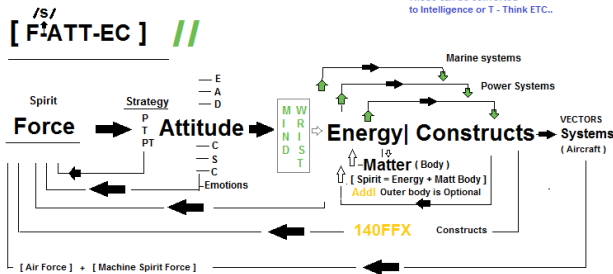 to Intelligence or T - Think ETC..
/s/
[ F-ATT-EC ] //
Marine systems
Power Systems
E
A
D
Spirit
Strategy
Force
P
T
PT
Attitude
MIND
WRIST
Energy| Constructs
VECTORS
Systems
( Aircraft )
C
S
C
Emotions
Matter ( Body )
[ Spirit = Energy + Matt Body ]
Addl Outer body is Optional
140FFX
Constructs
[ Air Force ] + [ Machine Spirit Force ]